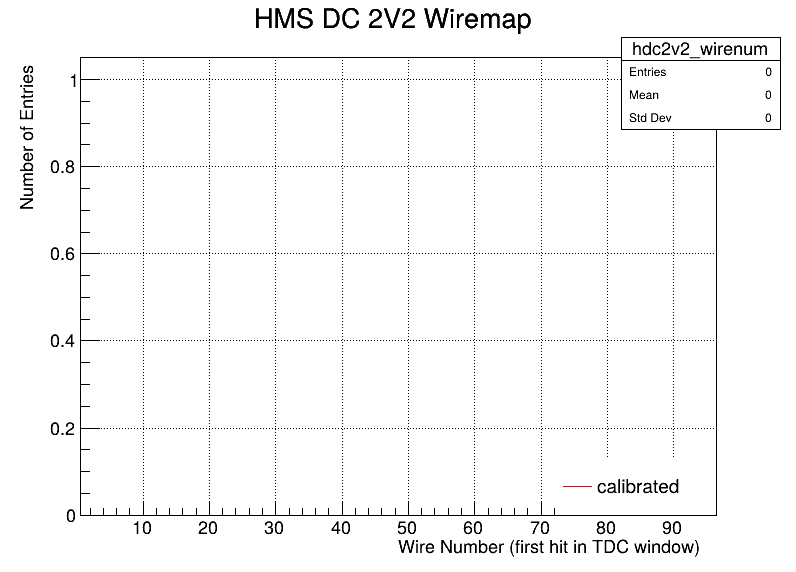 HMS DC 2V2 Wiremap
hdc2v2_wirenum
Entries 0
Mean 0
Std Dev 0
Number of Entries
1
0.8
0.6
0.4
0.2
0
calibrated
10 20 30 40 50 60 70 80 90
Wire Number (first hit in TDC window)